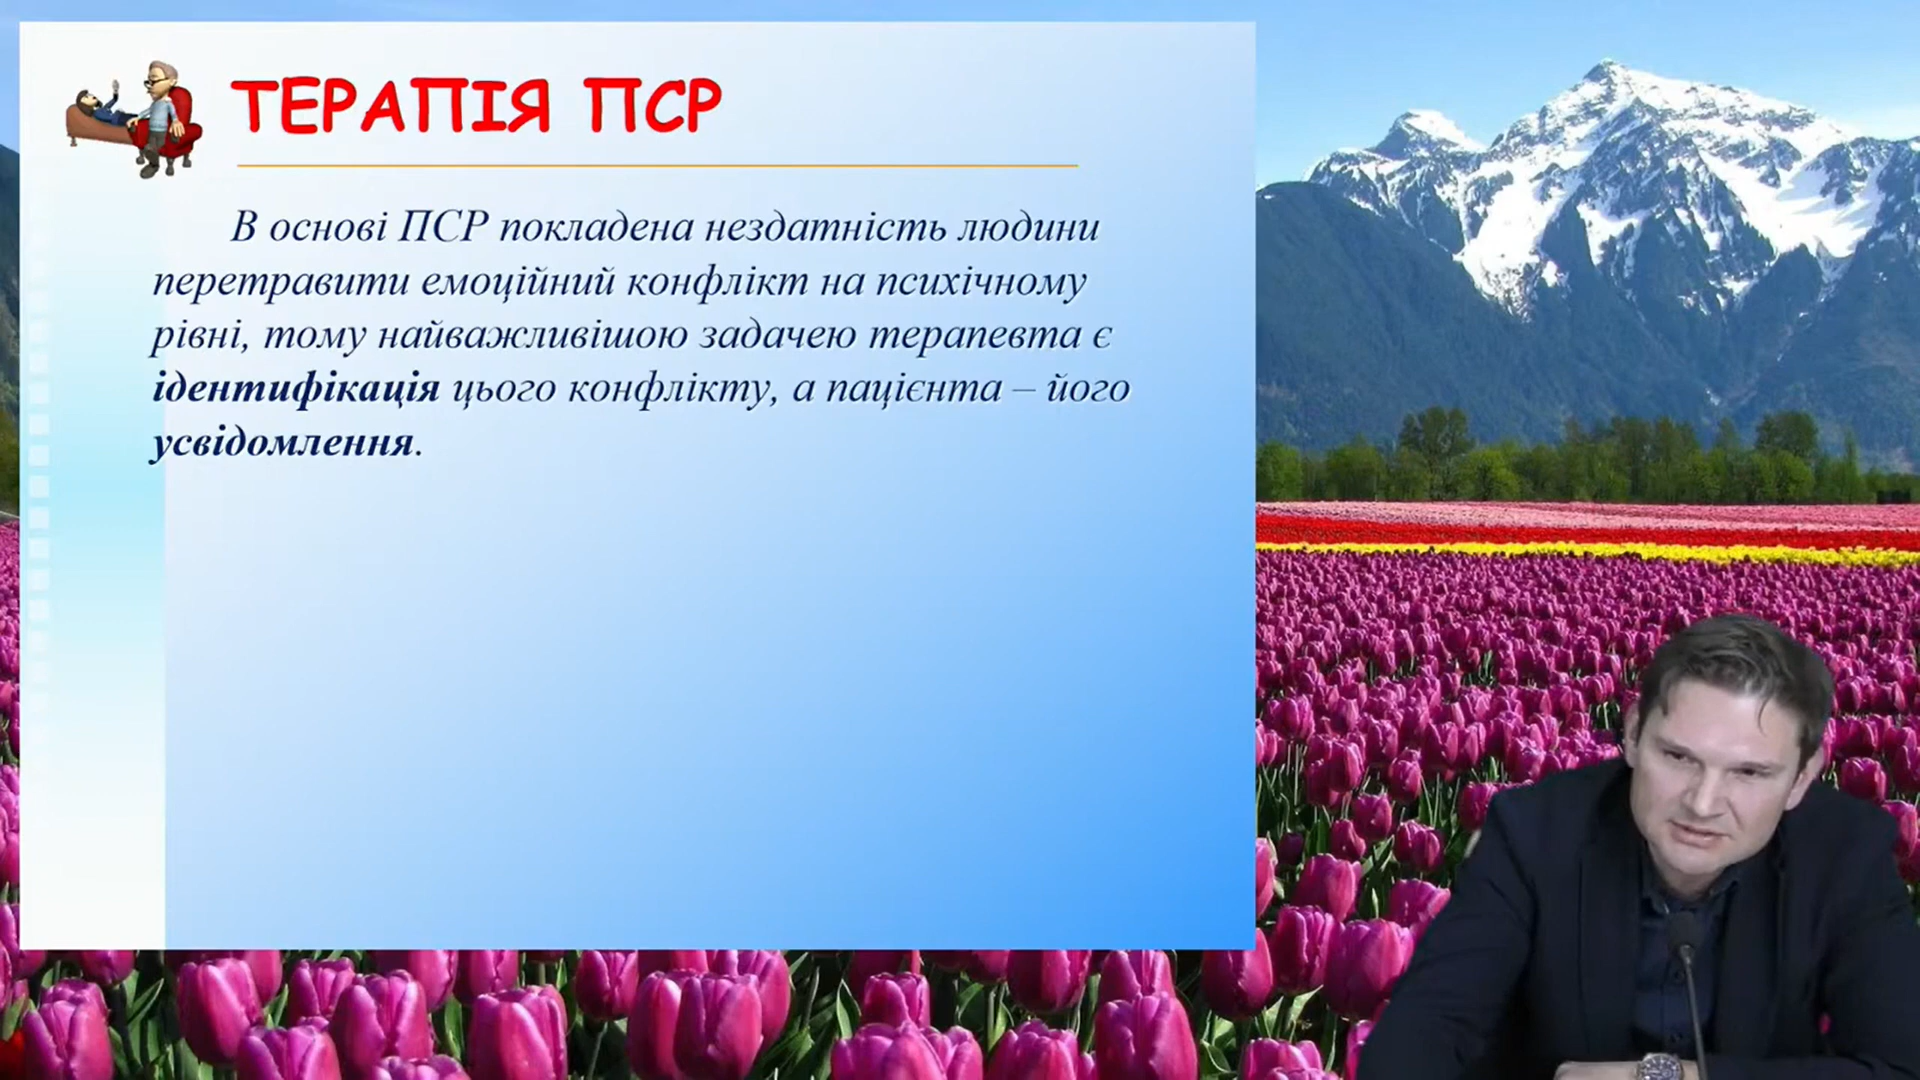 ТЕРАПІЯ ПСР
В основі ПСР покладена нездатність людини
перетравити емоційний конфлікт на психічному
рівні, тому найважливішою задачею терапевта є
ідентифікація цього конфлікту, а пацієнта – його
усвідомлення.